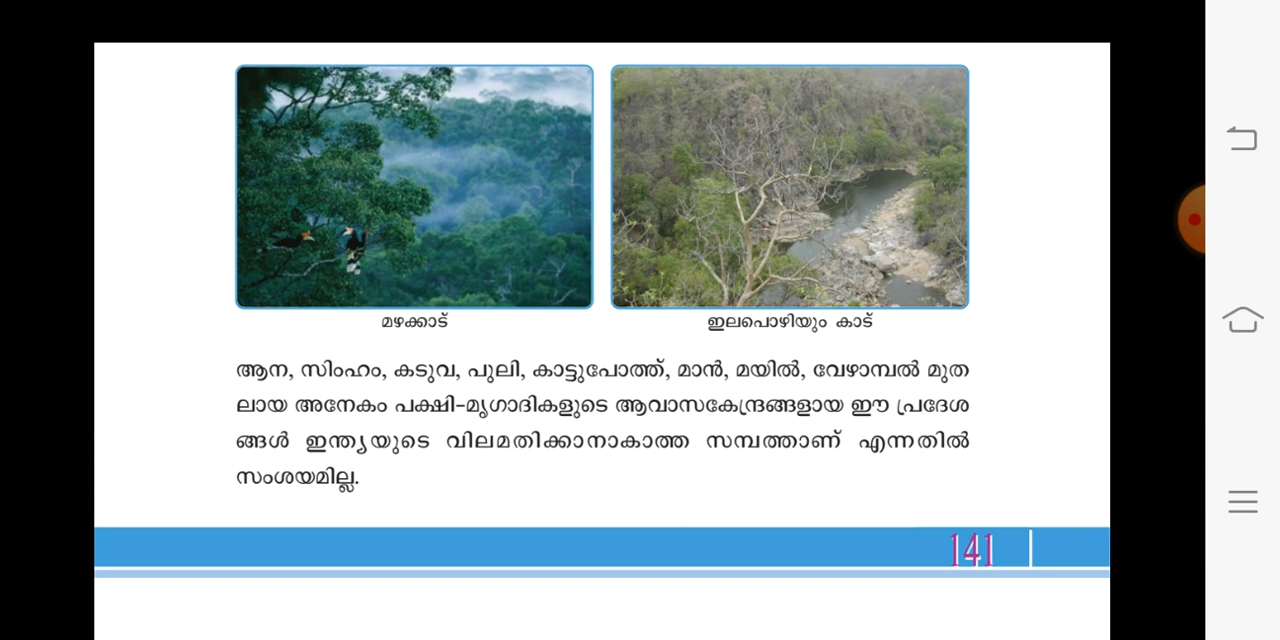 മഴക്കാട്
ഇലപൊഴിയും കാട്
ആന, സിംഹം, കടുവ, പുലി, കാട്ടുപോത്ത്, മാൻ, മയിൽ, വേഴാമ്പൽ മുത
ലായ അനേകം പക്ഷി-മൃഗാദികളുടെ ആവാസകേന്ദ്രങ്ങളായ ഈ പ്രദേശ
ങ്ങൾ ഇന്ത്യയുടെ വിലമതിക്കാനാകാത്ത സമ്പത്താണ് എന്നതിൽ
സംശയമില്ല.
141